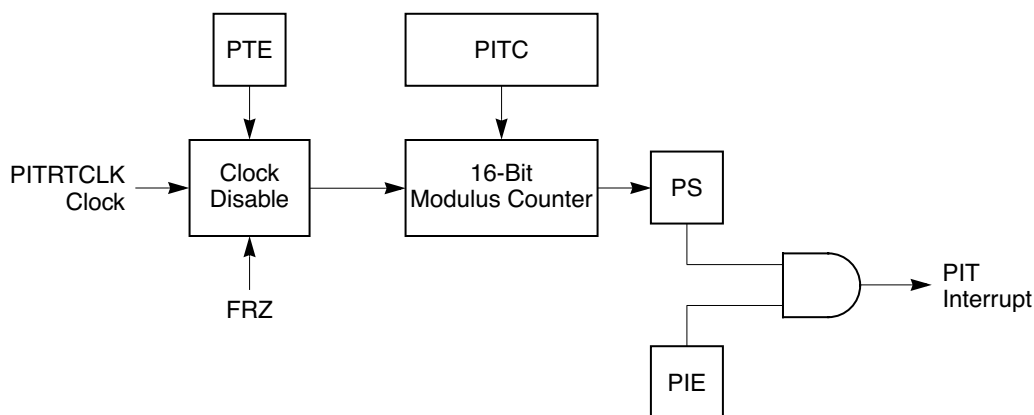 PTE
PITC
PITRTCLK
Clock
Clock
Disable
16-Bit
Modulus Counter
PS
FRZ
PIT
Interrupt
PIE